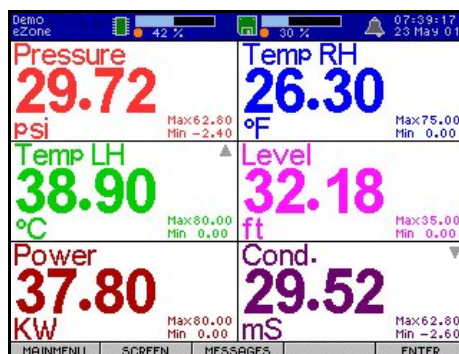 Demo
eZone
42 %
30 %
07:39:17
23 May 01
Pressure
29.72
psi
Max62.80
Min -2.40
Temp RH
26.30
°F
Max75.00
Min 0.00
Temp LH
38.90
°C
Max80.00
Min 0.00
Level
32.18
ft
Max35.00
Min 0.00
Power
37.80
KW
Max80.00
Min 0.00
Cond.
29.52
mS
Max62.80
Min -2.60
MAINMENU SCREEN MESSAGES ENTER